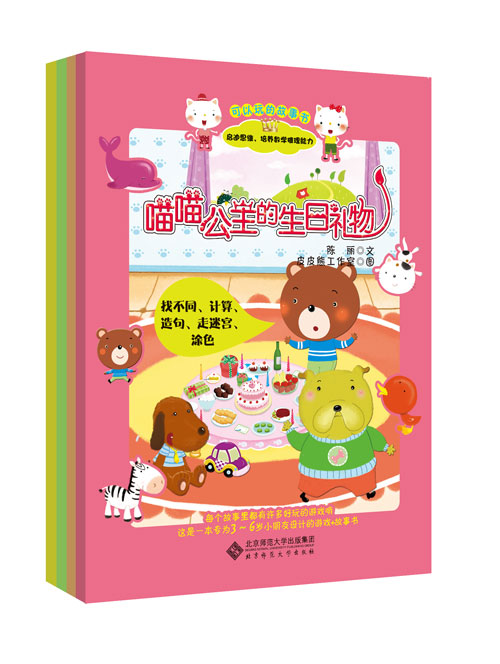 可以玩的故事书
启迪思维、培养数学推理能力
喵喵公主的生日礼物
陈 丽◎文
皮皮熊工作室◎图
找不同、计算、
造句、走迷宫、
涂色
每个故事里都有许多好玩的游戏哟
这是一本专为3～6岁小朋友设计的游戏+故事书
北京师范大学出版集团
北京师范大学出版社